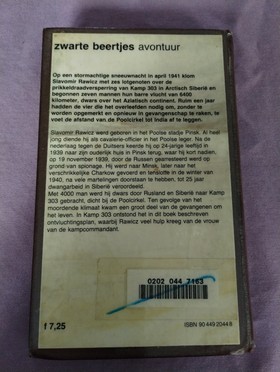 zwarte beertjes avontuur
Op een stormachtige sneeuwnacht in april 1941 klom
Slavomir Rawicz met zes lotgenoten over de
prikkeldraadversperring van Kamp 303 in Arctisch Siberië en
begonnen zeven mannen hun barre vlucht van 6400
kilometer, dwars over het Aziatisch continent. Ruim een jaar
hadden de vier die het overleefden nodig om, zonder te
worden opgemerkt en opnieuw in gevangenschap te raken, te
voet de afstand van de Poolcirkel tot India af te leggen.
Slavomir Rawicz werd geboren in het Poolse stadje Pinsk. Al heel
jong diende hij als cavalerie-officier in het Poolse leger. Na de
nederlaag tegen de Duitsers keerde hij op 24-jarige leeftijd in
1939 naar zijn ouderlijk huis in Pinsk terug, waar hij kort nadien,
op 19 november 1939, door de Russen gearresteerd werd op
grond van spionage. Hij werd naar Minsk, later naar het
verschrikkelijke Charkow gevoerd en tenslotte in de winter van
1940, na vele martelingen doorstaan te hebben, tot 25 jaar
dwangarbeid in Siberië veroordeeld.
Met 4000 man werd hij dwars door Rusland en Siberië naar Kamp
303 gebracht, dicht bij de Poolcirkel. Ten gevolge van het
moordende klimaat kwam een groot deel van de gevangenen om
het leven. In Kamp 303 ontstond het in dit boek beschreven
ontvluchtingsplan, waarbij Rawicz veel hulp kreeg van de vrouw
van de kampcommandant.
0202 044 7163
f 7,25
ISBN 90 449 2044 8